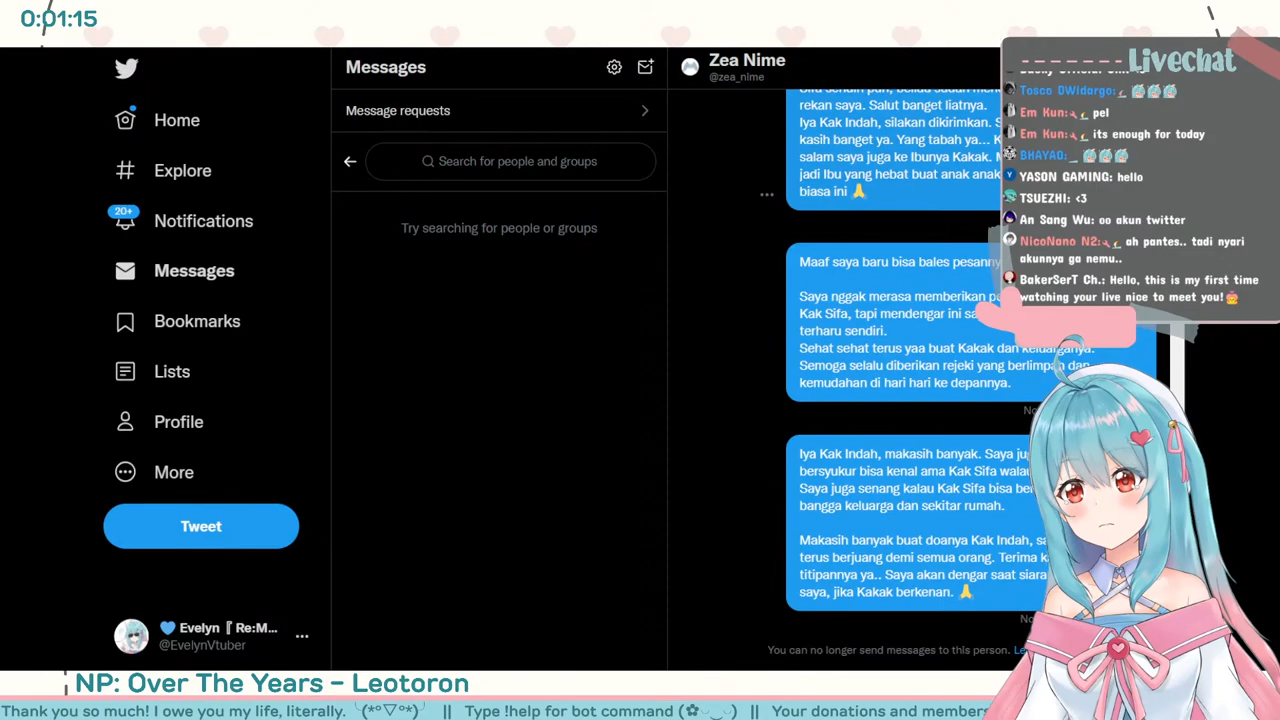 0:01:15
Home
Explore
20+
Notifications
Messages
Bookmarks
Lists
Profile
More
Tweet
Evelyn『Re:M...
@EvelynVtuber
Messages
Message requests
Search for people and groups
Try searching for people or groups
Zea Nime
@zea_nime
rekan saya. Salut banget liatnya.
Iya Kak Indah, silakan dikirimkan. S
kasih banget ya. Yang tabah ya... K
salam saya juga ke Ibunya Kakak. M
jadi Ibu yang hebat buat anak anak
biasa ini 🙏
Maaf saya baru bisa bales pesanny
Saya nggak merasa memberikan pe
Kak Sifa, tapi mendengar ini sa
terharu sendiri.
Sehat sehat terus yaa buat Kakak dan keluarganya.
Semoga selalu diberikan rejeki yang berlimpah dan
kemudahan di hari hari ke depannya.
No
Iya Kak Indah, makasih banyak. Saya ju
bersyukur bisa kenal ama Kak Sifa walau
Saya juga senang kalau Kak Sifa bisa be
bangga keluarga dan sekitar rumah.
Makasih banyak buat doanya Kak Indah, sa
terus berjuang demi semua orang. Terima k
titipannya ya.. Saya akan dengar saat siara
saya, jika Kakak berkenan. 🙏
No
You can no longer send messages to this person. Le
Livechat
Tosco DWidargo:
Em Kun: pel
Em Kun: its enough for today
BHAYAO:
YASON GAMING: hello
TSUEZHI: <3
An Sang Wu: oo akun twitter
NicoNano N2: ah pantes.. tadi nyari
akunnya ga nemu..
BakerSerT Ch.: Hello, this is my first time
watching your live nice to meet you!
NP: Over The Years - Leotoron
Thank you so much! I owe you my life, literally. ╰(*°▽°*)╯ || Type !help for bot command (✿◡‿◡) || Your donations and members